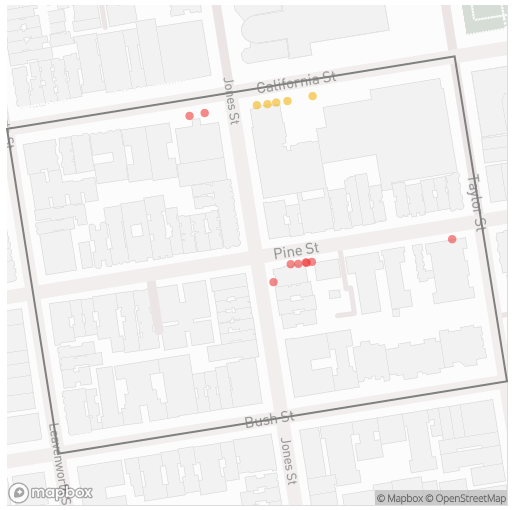 California St
Jones St
St
Taylor St
Pine St
Bush St
Leavenworth S
Jones St
mapbox
© Mapbox © OpenStreetMap